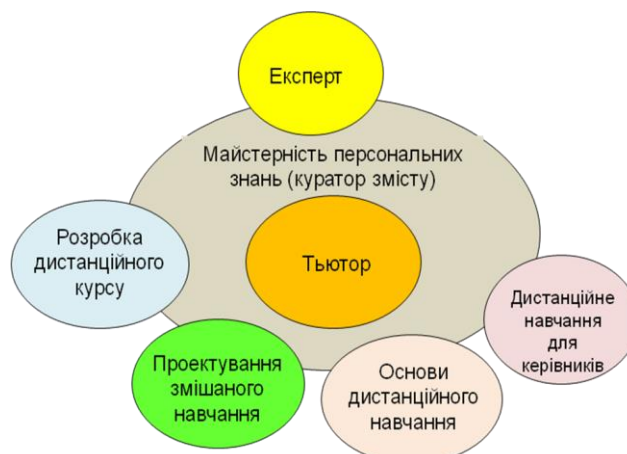 Експерт
Майстерність персональних
знань (куратор змісту)
Тьютор
Розробка
дистанційного
курсу
Проектування
змішаного
навчання
Основи
дистанційного
навчання
Дистанційне
навчання
для
керівників